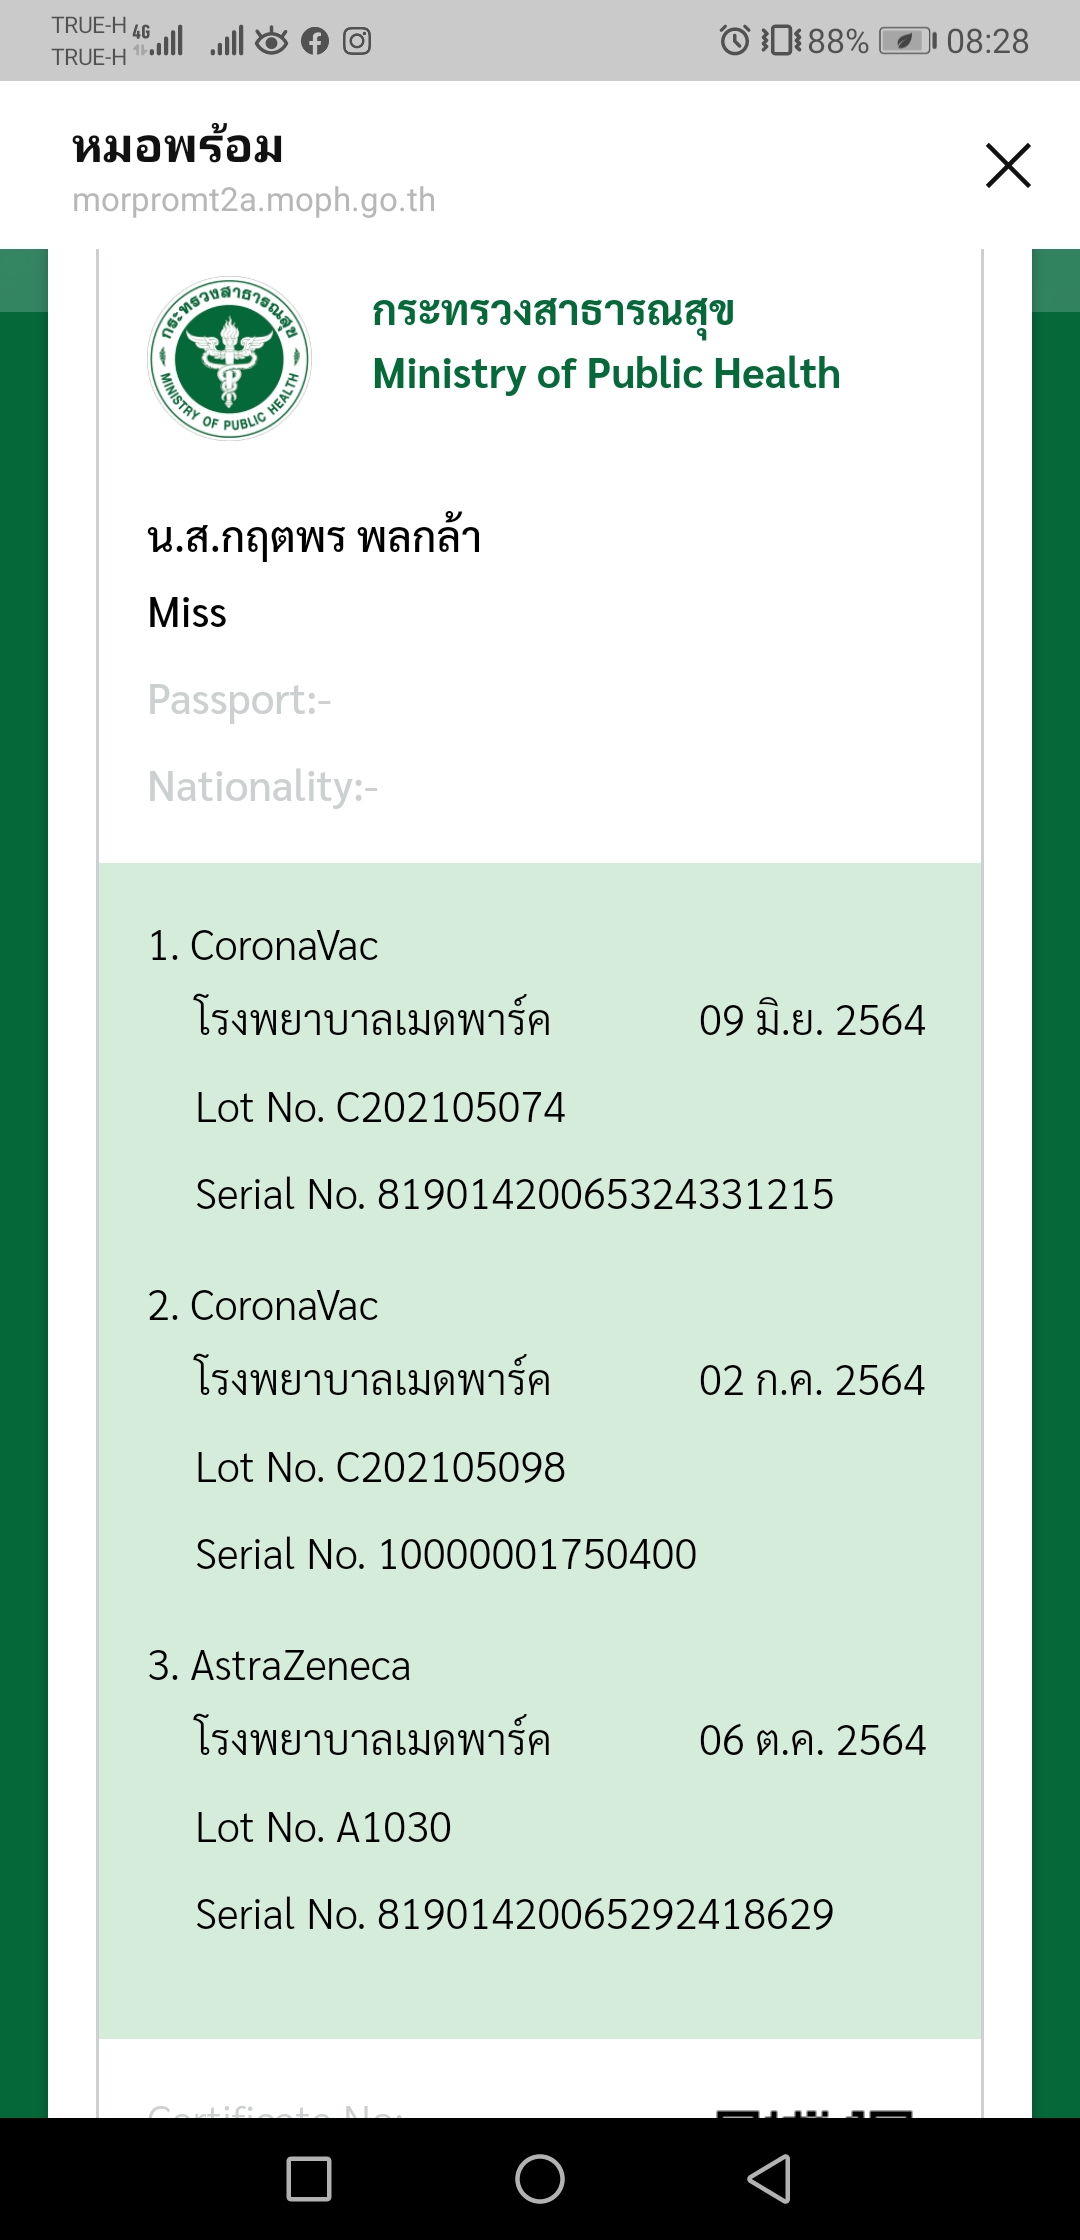 TRUE-H 4G
TRUE-H
88% 08:28
หมอพร้อม
morpromt2a.moph.go.th
กระทรวงสาธารณสุข
MINISTRY OF PUBLIC HEALTH
กระทรวงสาธารณสุข
Ministry of Public Health
น.ส.กฤตพร พลกล้า
Miss
Passport:-
Nationality:-
1. CoronaVac
โรงพยาบาลเมดพาร์ค 09 มิ.ย. 2564
Lot No. C202105074
Serial No. 81901420065324331215
2. CoronaVac
โรงพยาบาลเมดพาร์ค 02 ก.ค. 2564
Lot No. C202105098
Serial No. 10000001750400
3. AstraZeneca
โรงพยาบาลเมดพาร์ค 06 ต.ค. 2564
Lot No. A1030
Serial No. 81901420065292418629
Certificate No: